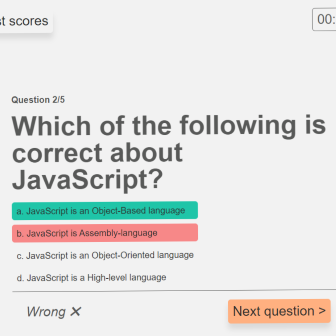 st scores
00:
Question 2/5
Which of the following is
correct about
JavaScript?
a. JavaScript is an Object-Based language
b. JavaScript is Assembly-language
c. JavaScript is an Object-Oriented language
d. JavaScript is a High-level language
Wrong ✕
Next question >